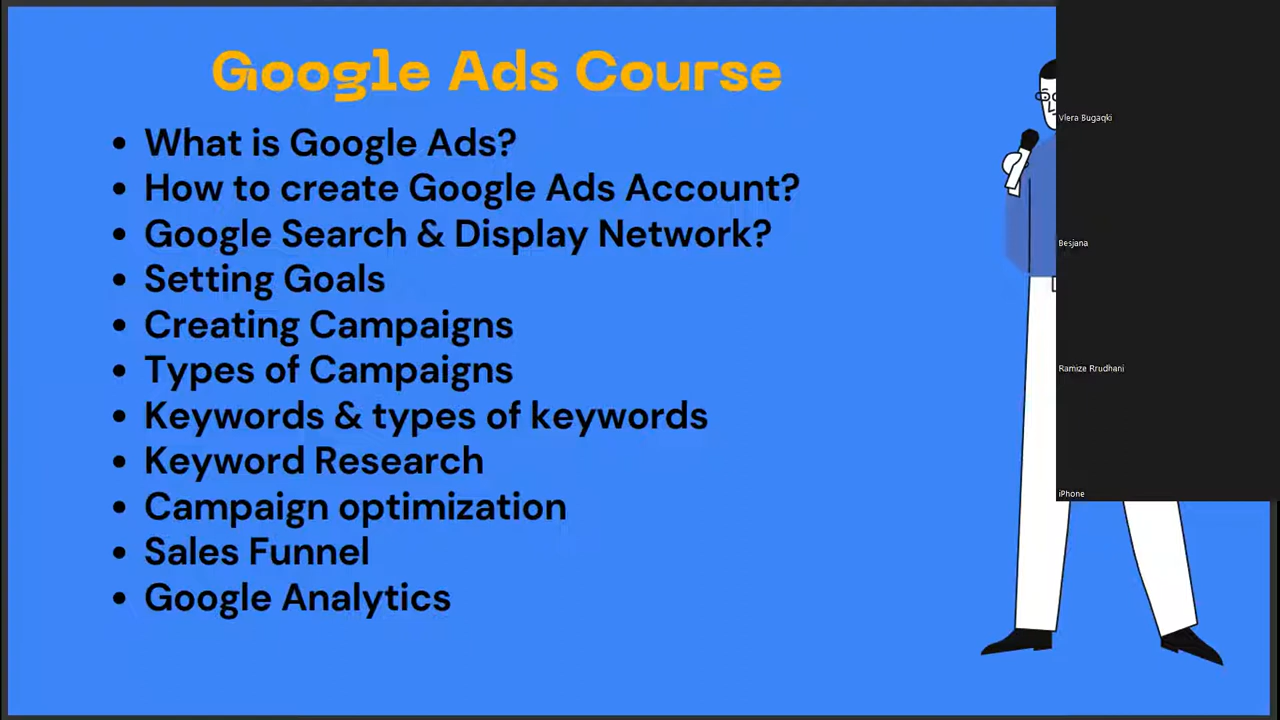 Google Ads Course
• What is Google Ads?
• How to create Google Ads Account?
• Google Search & Display Network?
• Setting Goals
• Creating Campaigns
• Types of Campaigns
• Keywords & types of keywords
• Keyword Research
• Campaign optimization
• Sales Funnel
• Google Analytics
Vlera Bugaqki
Besjana
Ramize Rrudhani
iPhone